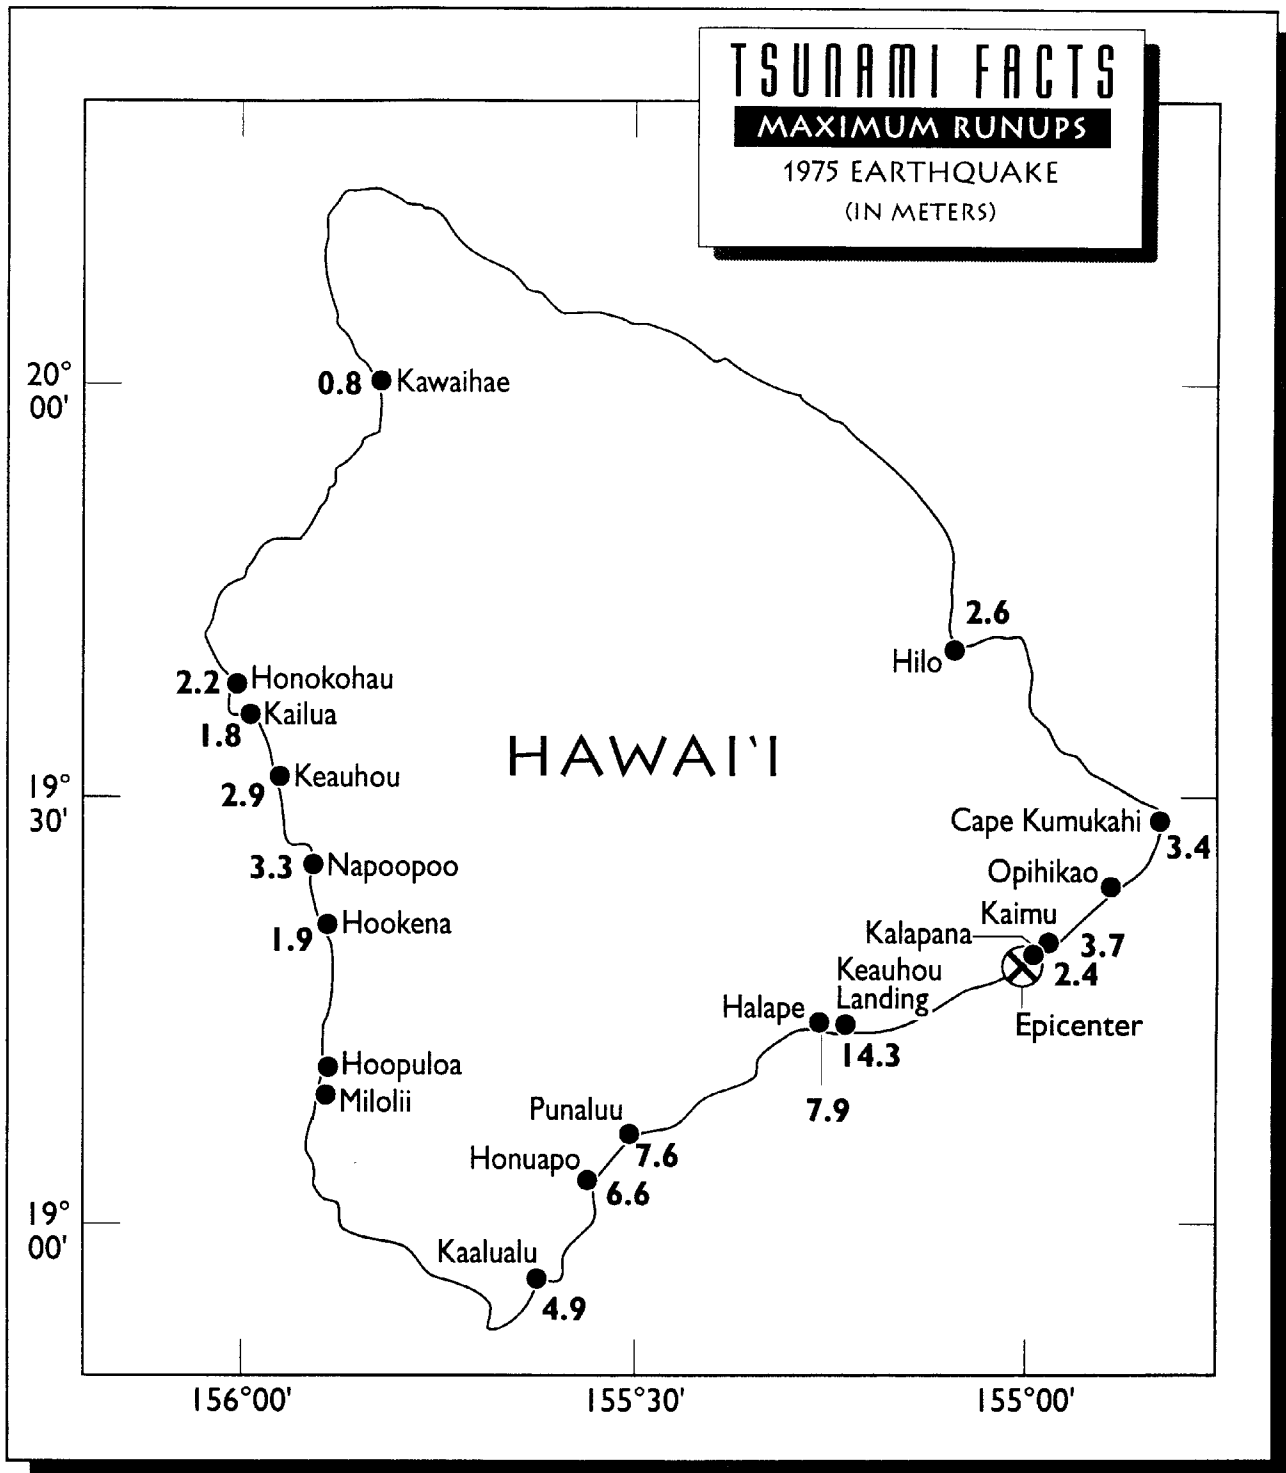 TSUNAMI FACTS
MAXIMUM RUNUPS
1975 EARTHQUAKE
(IN METERS)
20°
00'
0.8 Kawaihae
2.6
Hilo
2.2 Honokohau
Kailua
1.8
HAWAI'I
Keauhou
2.9
19°
30'
Cape Kumukahi
3.4
3.3 Napoopoo
Opihikao
Hookena
1.9
Kaimu
Kalapana
3.7
2.4
Keauhou
Landing
Halape
Epicenter
14.3
7.9
Hoopuloa
Milolii
Punaluu
7.6
Honuapo
6.6
19°
00'
Kaalualu
4.9
156°00'
155°30'
155°00'